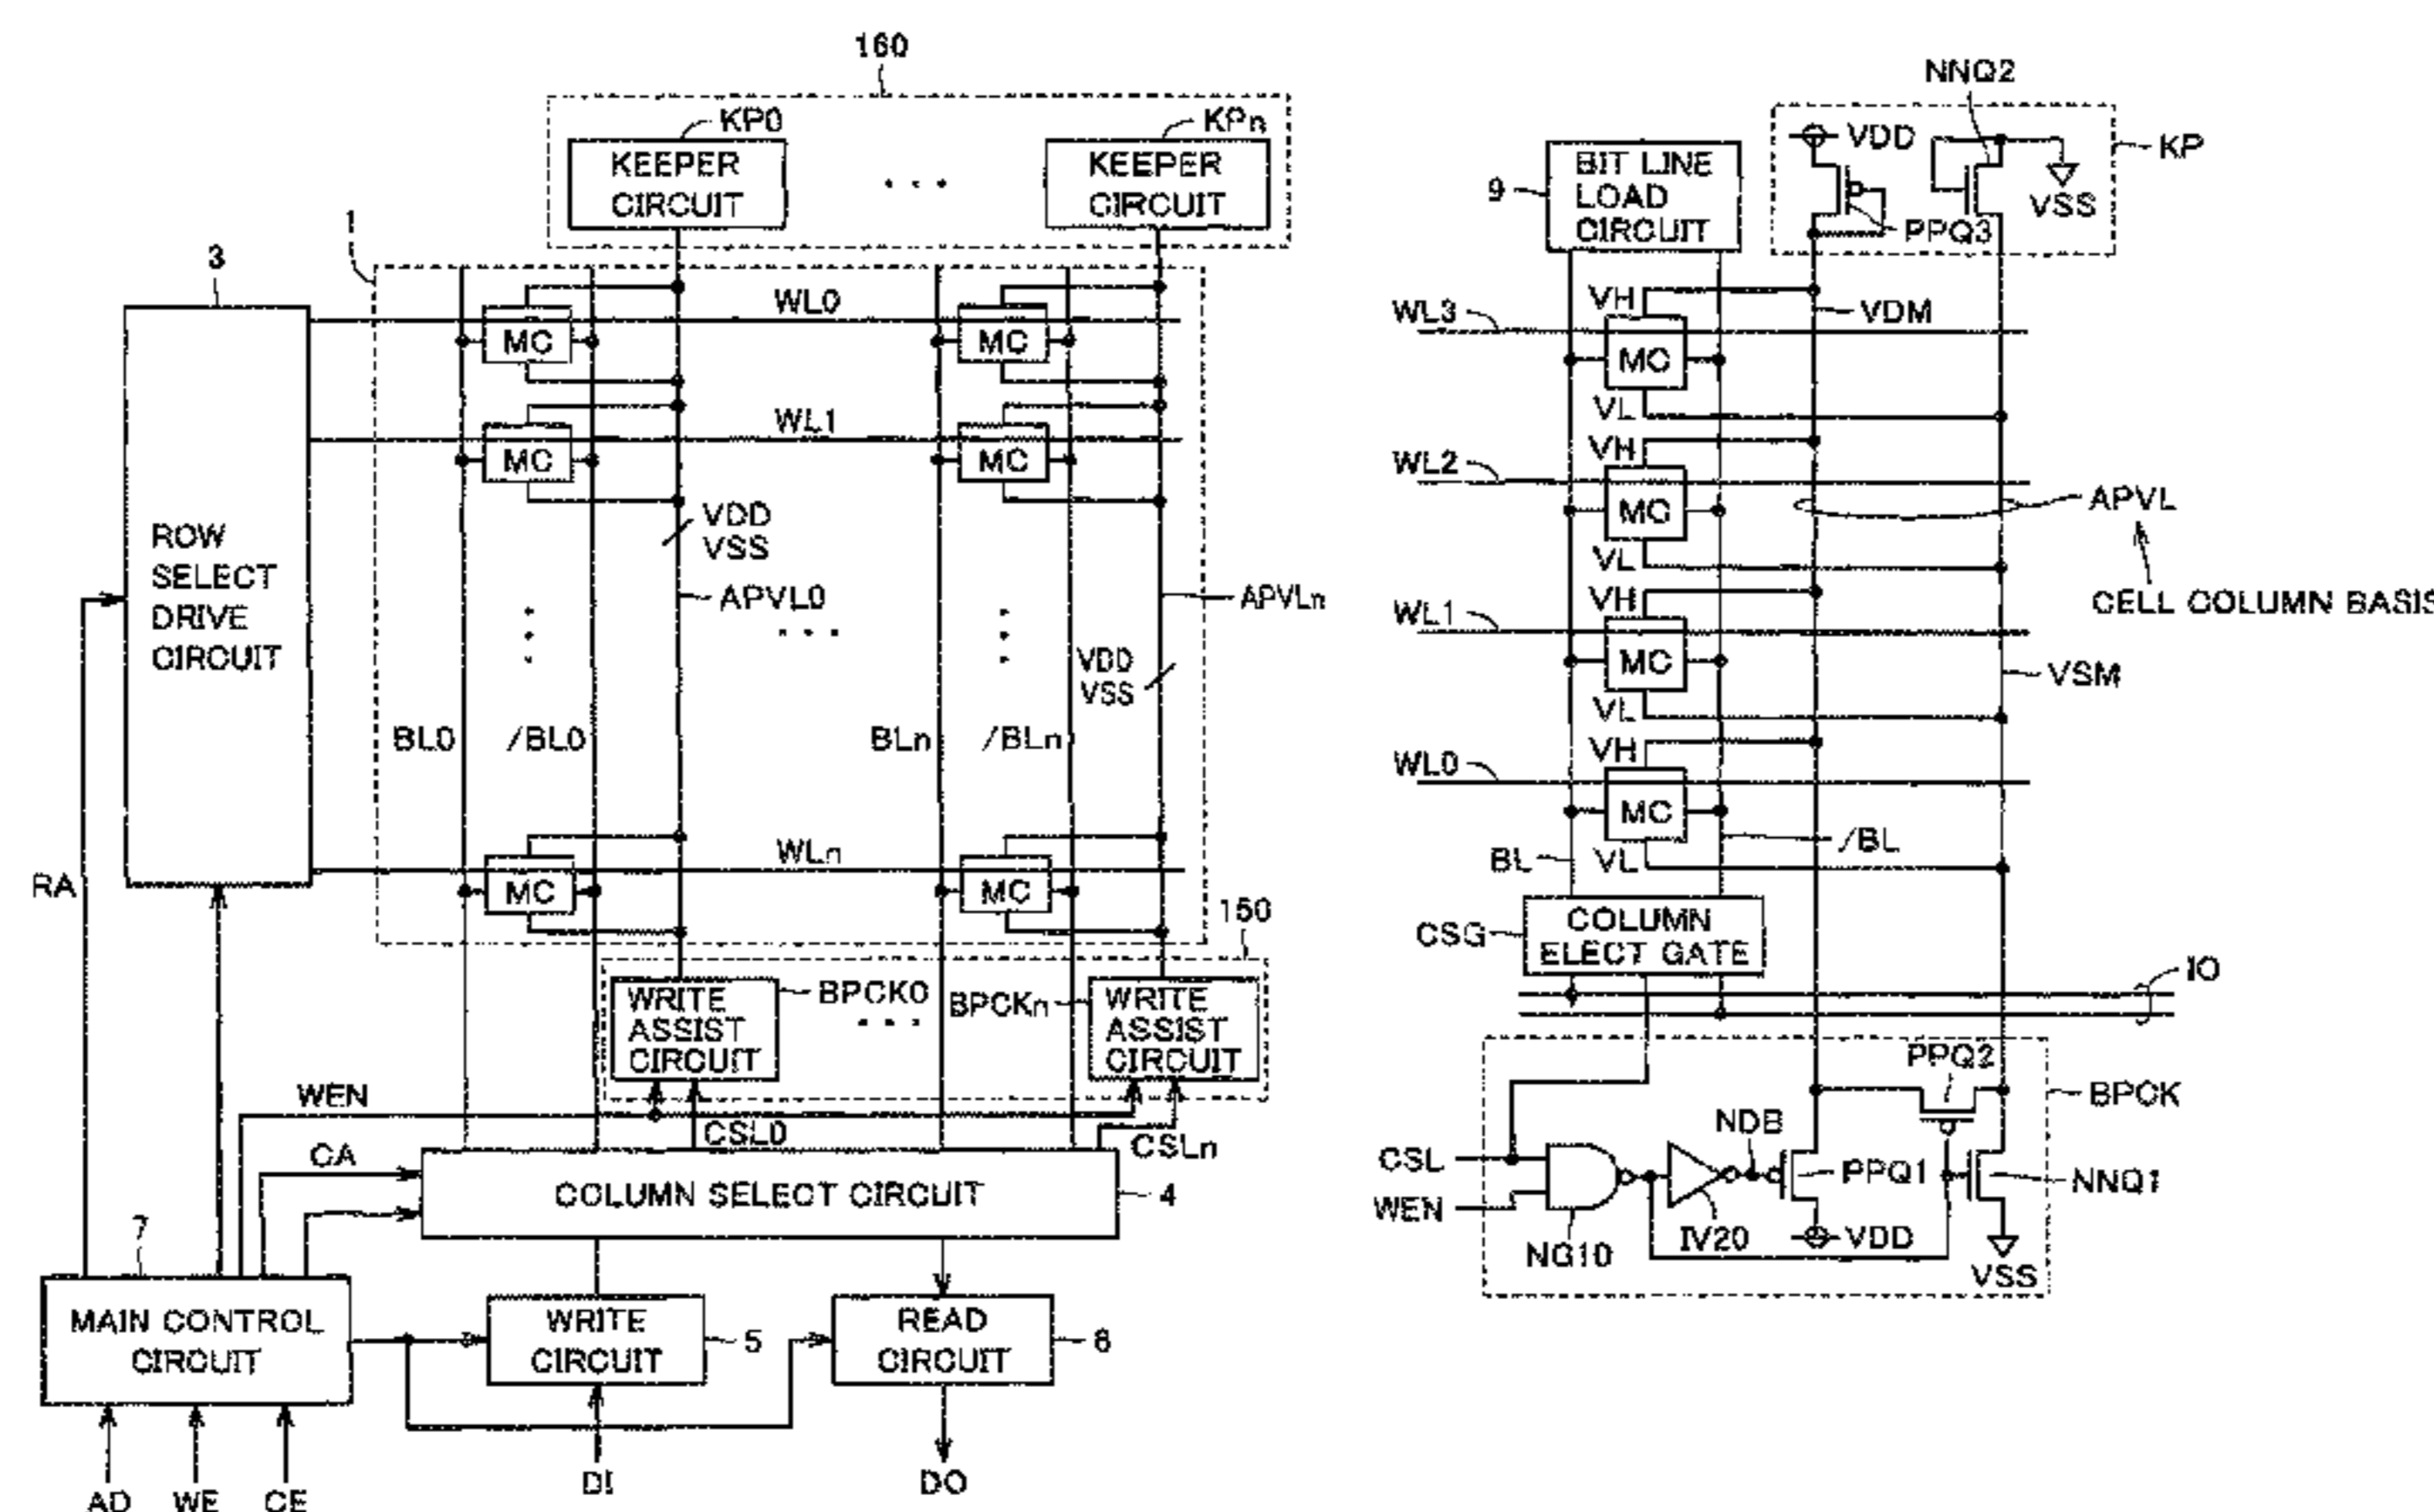 160
KP0
KPn
KEEPER
CIRCUIT
. . .
KEEPER
CIRCUIT
1
3
ROW
SELECT
DRIVE
CIRCUIT
WL0
MC
MC
WL1
MC
MC
VDD
VSS
APVL0
. . .
APVLn
VDD
VSS
BL0
/BL0
BLn
/BLn
RA
WLn
MC
MC
150
WRITE
ASSIST
CIRCUIT
BPCK0
. . .
BPCKn
WRITE
ASSIST
CIRCUIT
WEN
CSL0
CSLn
CA
COLUMN SELECT CIRCUIT
4
7
MAIN CONTROL
CIRCUIT
WRITE
CIRCUIT
5
READ
CIRCUIT
6
AD
WE
CE
DI
DO
NNQ2
VDD
KP
BIT LINE
LOAD
CIRCUIT
9
VSS
PPQ3
VH
VDM
WL3
MC
VL
VH
WL2
APVL
MC
VL
CELL COLUMN BASIS
VH
WL1
MC
VSM
VL
VH
WL0
MC
/BL
BL
VL
CSG
COLUMN
ELECT GATE
IO
PPQ2
BPCK
NDB
CSL
PPQ1
NNQ1
WEN
NG10
IV20
VDD
VSS